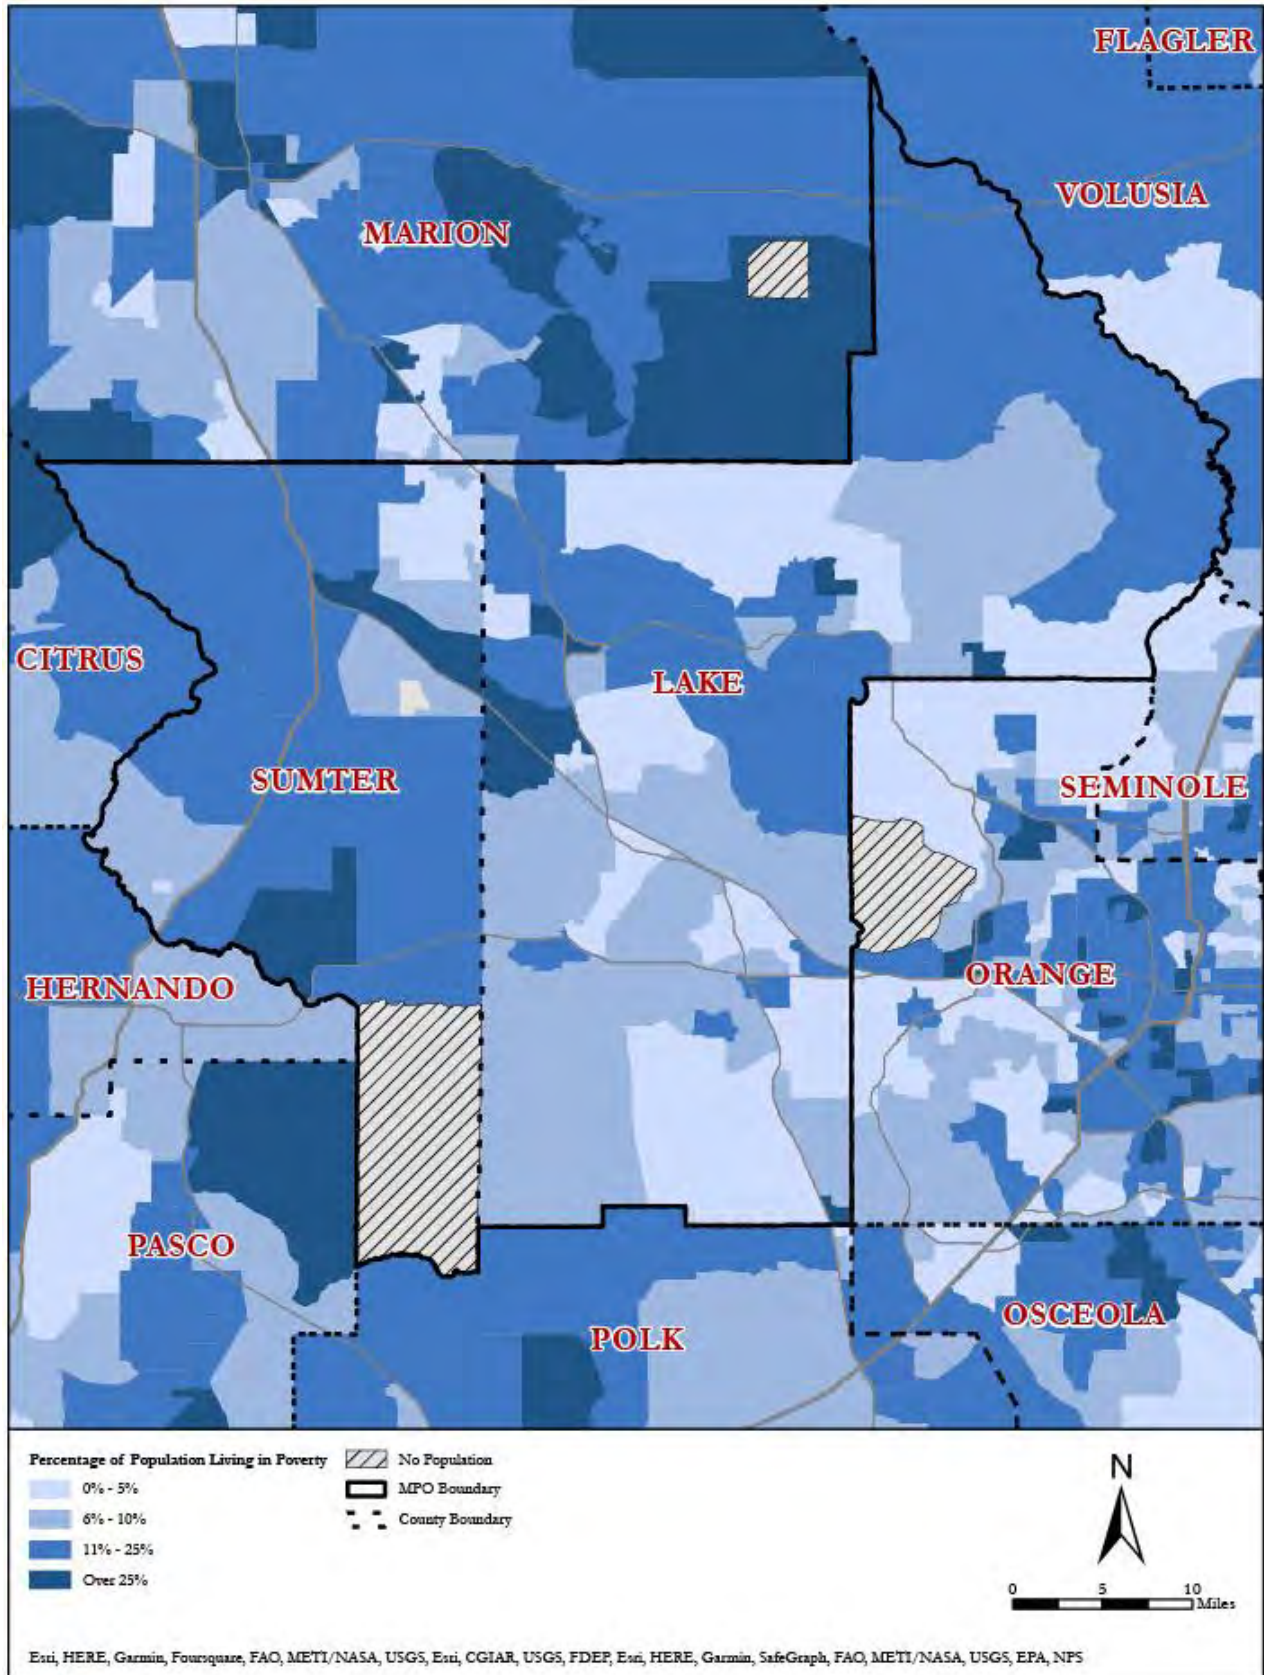 FLAGLER
VOLUSIA
MARION
CITRUS
LAKE
SUMTER
SEMINOLE
ORANGE
HERNANDO
PASCO
OSCEOLA
POLK
Percentage of Population Living in Poverty
0% - 5%
6% - 10%
11% - 25%
Over 25%
No Population
MPO Boundary
County Boundary
N
0 5 10
Miles
Esri, HERE, Garmin, Foursquare, FAO, METI/NASA, USGS, Esri, CGIAR, USGS, FDEP, Esri, HERE, Garmin, SafeGraph, FAO, METI/NASA, USGS, EPA, NPS